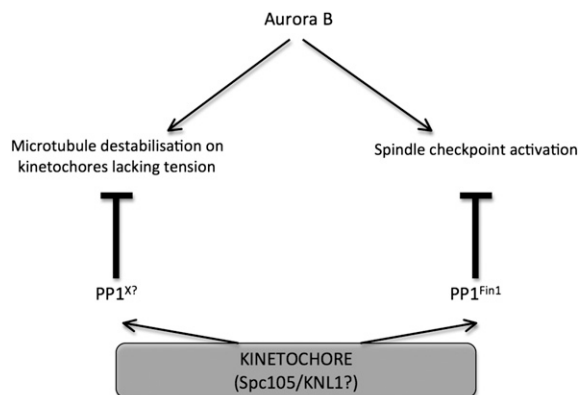 Aurora B
Microtubule destabilisation on
kinetochores lacking tension
Spindle checkpoint activation
PP1X?
PP1Fin1
KINETOCHORE
(Spc105/KNL1?)